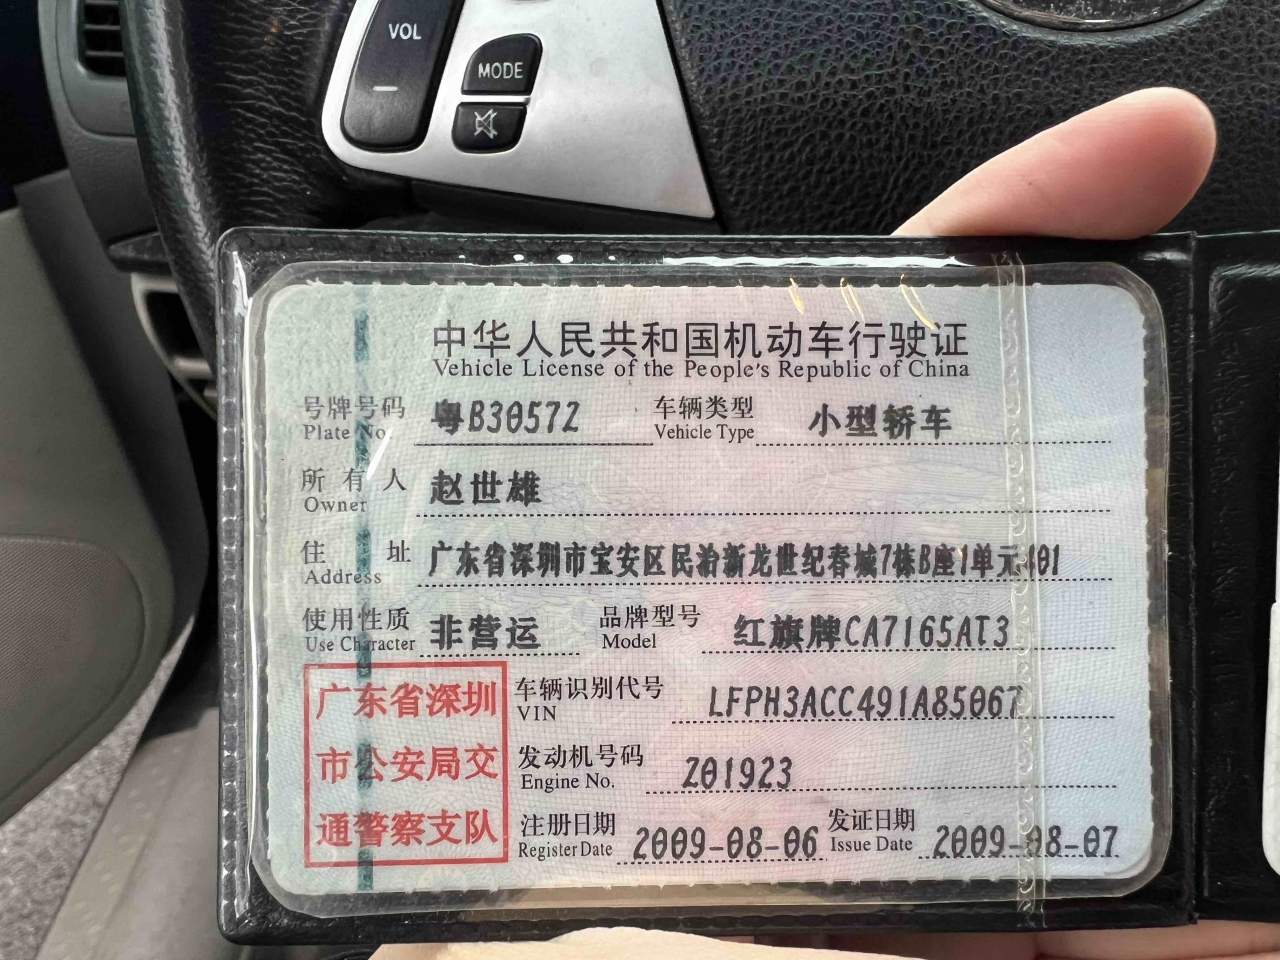 VOL
MODE
中华人民共和国机动车行驶证
Vehicle License of the People's Republic of China
号牌号码 粤B30572 车辆类型 小型轿车
Plate No. Vehicle Type
所有人 赵世雄
Owner
住址 广东省深圳市宝安区民治新龙世纪春城7栋B座1单元401
Address
使用性质 非营运 品牌型号 红旗牌CA7165AT3
Use Character Model
广东省深圳
市公安局交
通警察支队
车辆识别代号 LFPH3ACC491A85067
VIN
发动机号码 Z01923
Engine No.
注册日期 2009-08-06 发证日期 2009-08-07
Register Date Issue Date